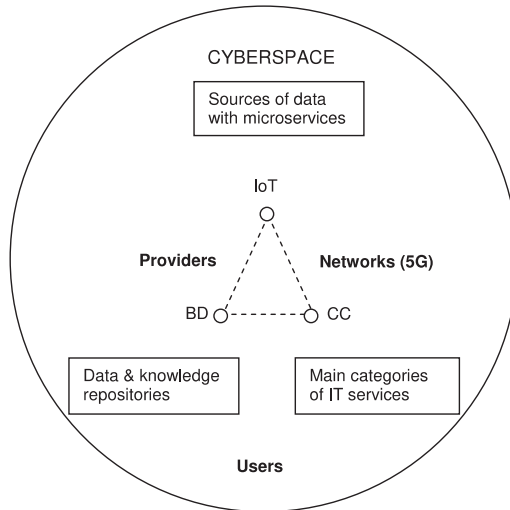 CYBERSPACE
Sources of data
with microservices
IoT
Providers
Networks (5G)
BD
CC
Data & knowledge
repositories
Main categories
of IT services
Users